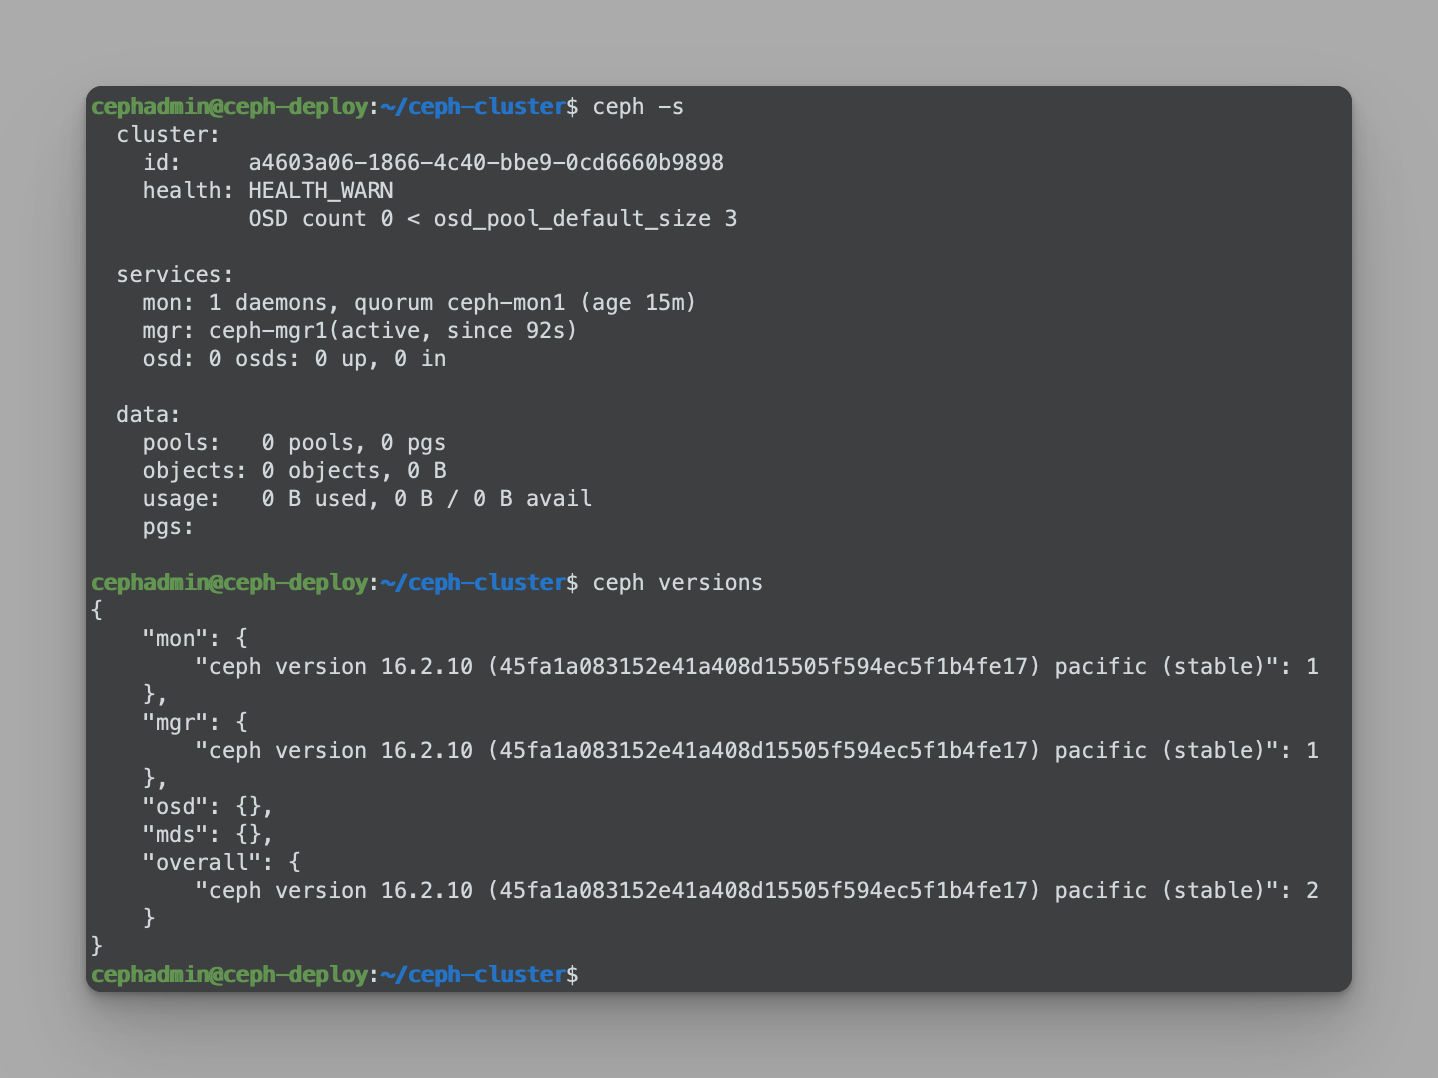 cephadmin@ceph-deploy:~/ceph-cluster$ ceph -s
  cluster:
    id:     a4603a06-1866-4c40-bbe9-0cd6660b9898
    health: HEALTH_WARN
            OSD count 0 < osd_pool_default_size 3

  services:
    mon: 1 daemons, quorum ceph-mon1 (age 15m)
    mgr: ceph-mgr1(active, since 92s)
    osd: 0 osds: 0 up, 0 in

  data:
    pools:   0 pools, 0 pgs
    objects: 0 objects, 0 B
    usage:   0 B used, 0 B / 0 B avail
    pgs:

cephadmin@ceph-deploy:~/ceph-cluster$ ceph versions
{
    "mon": {
        "ceph version 16.2.10 (45fa1a083152e41a408d15505f594ec5f1b4fe17) pacific (stable)": 1
    },
    "mgr": {
        "ceph version 16.2.10 (45fa1a083152e41a408d15505f594ec5f1b4fe17) pacific (stable)": 1
    },
    "osd": {},
    "mds": {},
    "overall": {
        "ceph version 16.2.10 (45fa1a083152e41a408d15505f594ec5f1b4fe17) pacific (stable)": 2
    }
}
cephadmin@ceph-deploy:~/ceph-cluster$